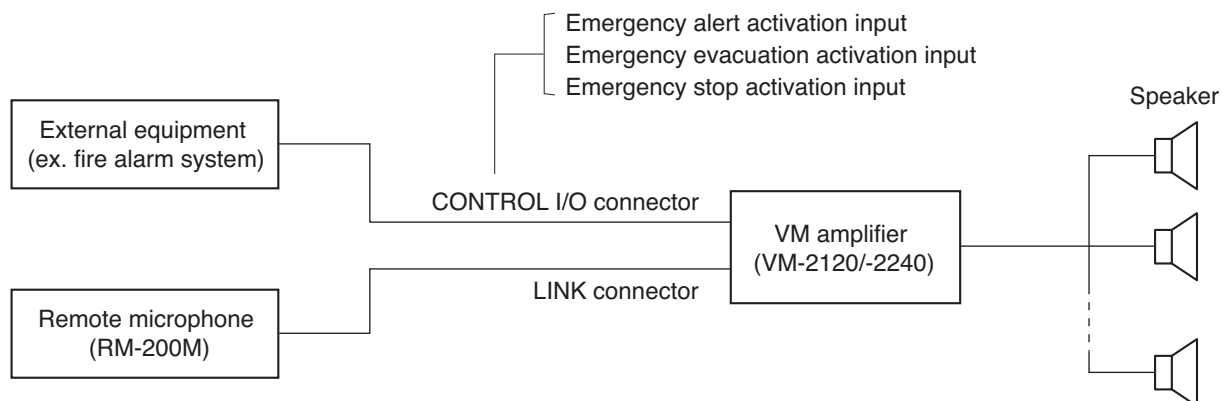 Emergency alert activation input
Emergency evacuation activation input
Emergency stop activation input
Speaker
External equipment
(ex. fire alarm system)
CONTROL I/O connector
VM amplifier
(VM-2120/-2240)
LINK connector
Remote microphone
(RM-200M)